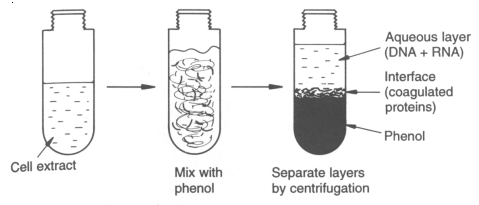 Aqueous layer
(DNA + RNA)
Interface
(coagulated
proteins)
Phenol
Cell extract
Mix with
phenol
Separate layers
by centrifugation